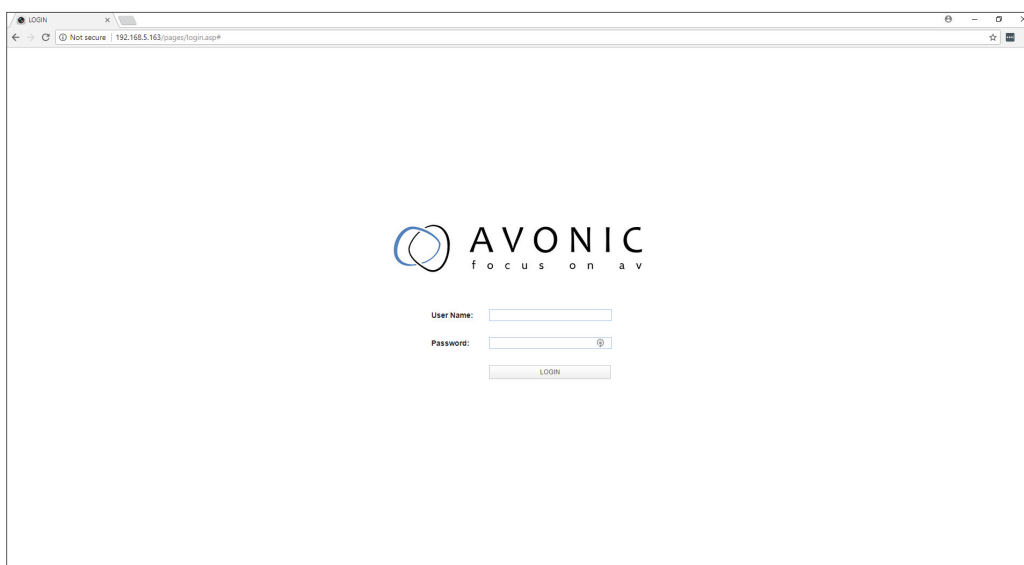 LOGIN
Not secure | 192.168.5.163/pages/login.asp#
AVONIC
focus on av
User Name:
Password:
LOGIN